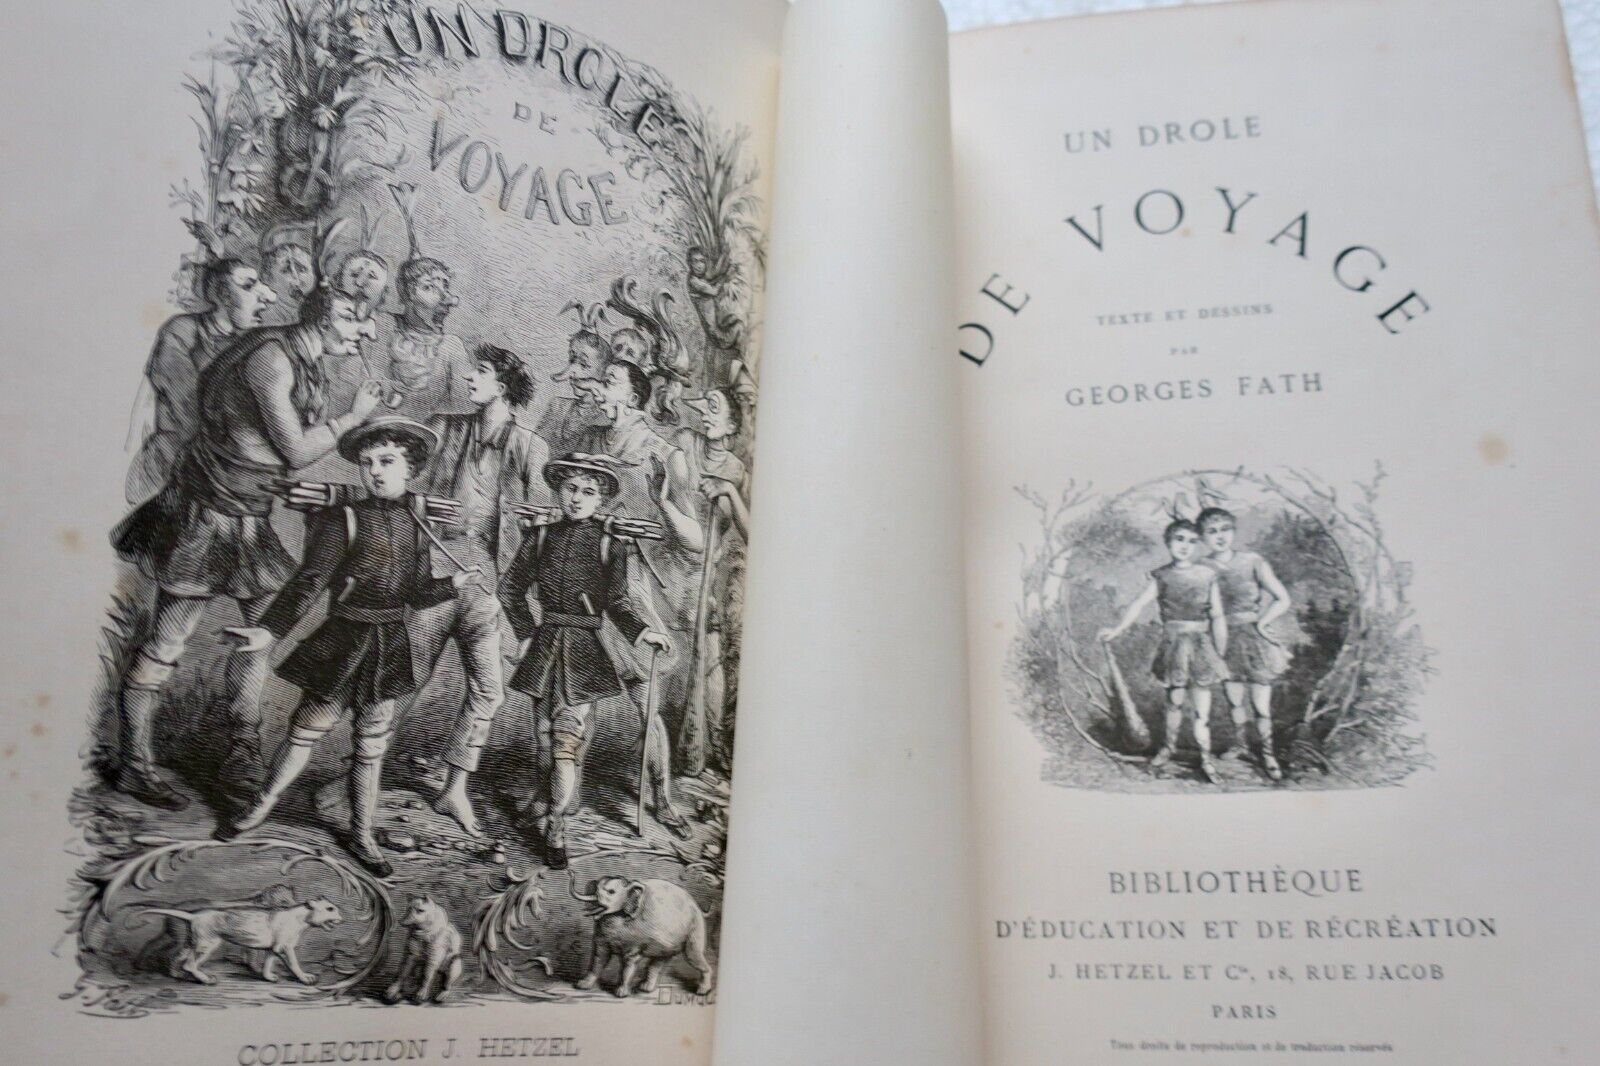 UN DROLE
DE
VOYAGE
G. Fath
COLLECTION J. HETZEL
UN DROLE
DE VOYAGE
TEXTE ET DESSINS
PAR
GEORGES FATH
BIBLIOTHÈQUE
D'ÉDUCATION ET DE RÉCRÉATION
J. HETZEL ET Cie, 18, RUE JACOB
PARIS
Tous droits de reproduction et de traduction réservés